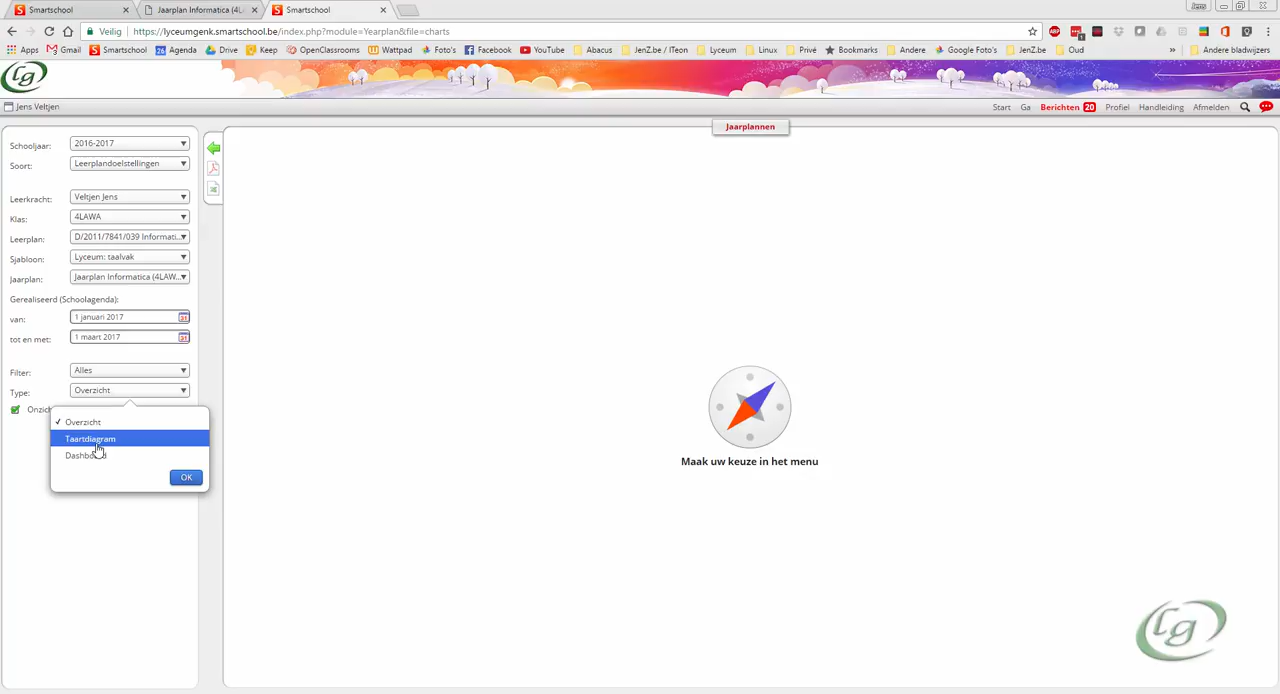 Smartschool
Jaarplan Informatica (4L
Smartschool
Jens
Veilig
https://lyceumgenk.smartschool.be/index.php?module=Yearplan&file=charts
Apps
Gmail
Smartschool
Agenda
Drive
Keep
OpenClassrooms
Wattpad
Foto's
Facebook
YouTube
Abacus
JenZ.be / ITeon
Lyceum
Linux
Privé
Bookmarks
Andere
Google Foto's
JenZ.be
Oud
»
Andere bladwijzers
Lg
Jens Veltjen
Start
Ga
Berichten 20
Profiel
Handleiding
Afmelden
Jaarplannen
Schooljaar: 2016-2017
Soort: Leerplandoelstellingen
Leerkracht: Veltjen Jens
Klas: 4LAWA
Leerplan: D/2011/7841/039 Informati...
Sjabloon: Lyceum: taalvak
Jaarplan: Jaarplan Informatica (4LAW...
Gerealiseerd (Schoolagenda):
van: 1 januari 2017
tot en met: 1 maart 2017
Filter: Alles
Type: Overzicht
Onzich
✓ Overzicht
Taartdiagram
Dashbo
OK
Maak uw keuze in het menu
Lg